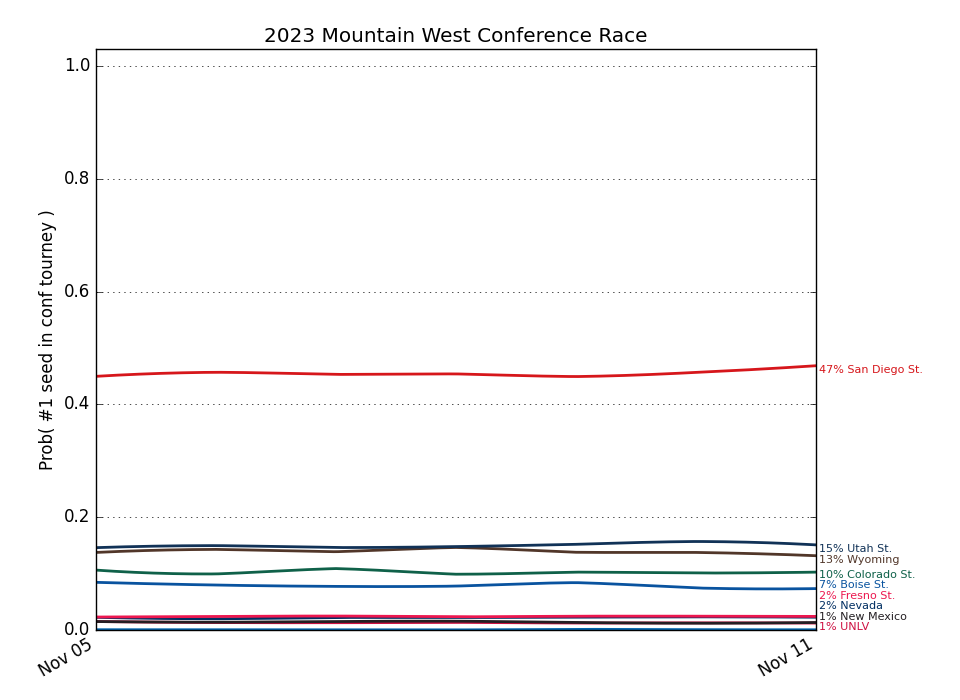 2023 Mountain West Conference Race
Prob( #1 seed in conf tourney )
1.0
0.8
0.6
0.4
0.2
0.0
Nov 05
Nov 11
47% San Diego St.
15% Utah St.
13% Wyoming
10% Colorado St.
7% Boise St.
2% Fresno St.
2% Nevada
1% New Mexico
1% UNLV